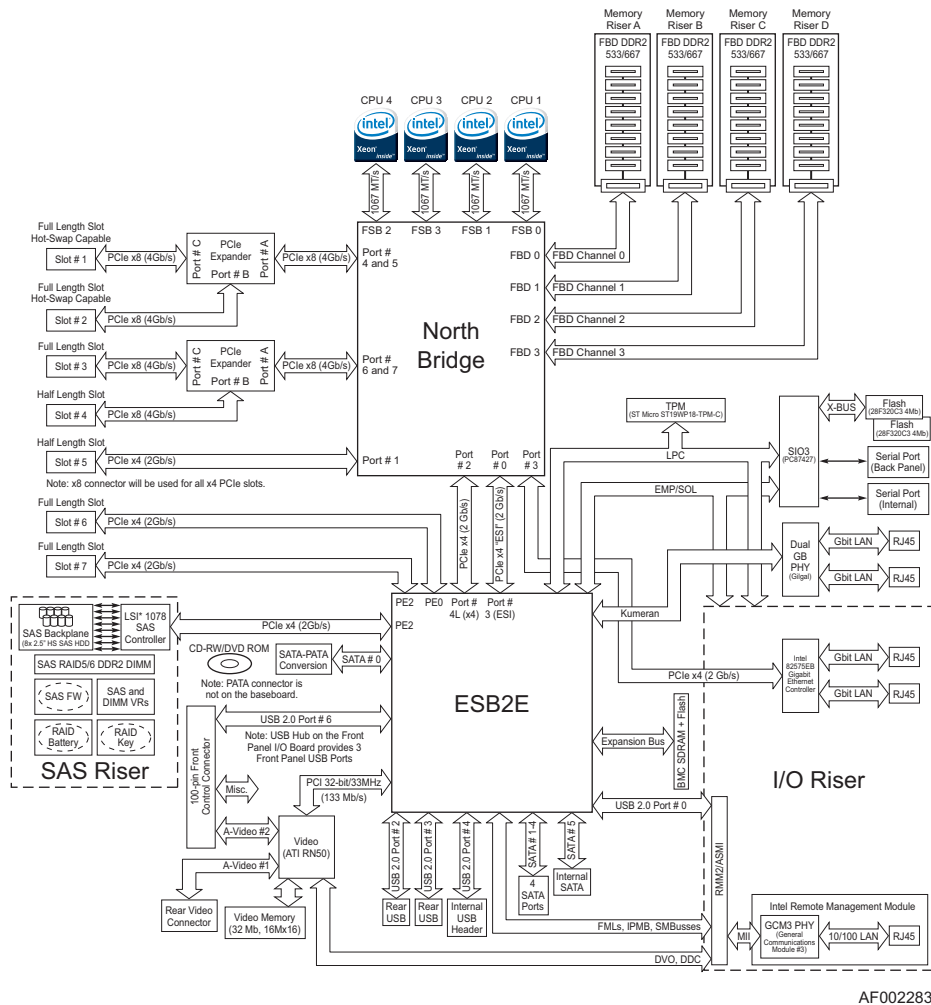 Memory
Riser A
Memory
Riser B
Memory
Riser C
Memory
Riser D
FBD DDR2
533/667
FBD DDR2
533/667
FBD DDR2
533/667
FBD DDR2
533/667
CPU 4
CPU 3
CPU 2
CPU 1
intel
Xeon
inside™
intel
Xeon
inside™
intel
Xeon
inside™
intel
Xeon
inside™
1067 MT/s
1067 MT/s
1067 MT/s
1067 MT/s
FSB 2
FSB 3
FSB 1
FSB 0
Port #
4 and 5
FBD 0
FBD Channel 0
FBD 1
FBD Channel 1
FBD 2
FBD Channel 2
FBD 3
FBD Channel 3
North
Bridge
Port #
6 and 7
Port # 1
Port
# 2
Port
# 0
Port
# 3
Full Length Slot
Hot-Swap Capable
Slot # 1
PCIe x8 (4Gb/s)
Port # C
PCIe
Expander
Port # A
Port # B
PCIe x8 (4Gb/s)
Full Length Slot
Hot-Swap Capable
Slot # 2
PCIe x8 (4Gb/s)
Full Length Slot
Slot # 3
PCIe x8 (4Gb/s)
Port # C
PCIe
Expander
Port # A
Port # B
PCIe x8 (4Gb/s)
Half Length Slot
Slot # 4
PCIe x8 (4Gb/s)
Half Length Slot
Slot # 5
PCIe x4 (2Gb/s)
Note: x8 connector will be used for all x4 PCIe slots.
Full Length Slot
Slot # 6
PCIe x4 (2Gb/s)
Full Length Slot
Slot # 7
PCIe x4 (2Gb/s)
PCIe x4 (2 Gb/s)
PCIe x4 "ESI" (2 Gb/s)
TPM
(ST Micro ST19WP18-TPM-C)
LPC
EMP/SOL
SIO3
(PC87427)
X-BUS
Flash
(28F320C3 4Mb)
Flash
(28F320C3 4Mb)
Serial Port
(Back Panel)
Serial Port
(Internal)
Dual
GB
PHY
(Gilgal)
Gbit LAN
RJ45
Gbit LAN
RJ45
Kumeran
PE2
PE0
Port #
4L (x4)
Port #
3 (ESI)
PE2
ESB2E
SAS Backplane
(8x 2.5" HS SAS HDD
LSI* 1078
SAS
Controller
SAS RAID5/6 DDR2 DIMM
SAS FW
SAS and
DIMM VRs
RAID
Battery
RAID
Key
SAS Riser
PCIe x4 (2Gb/s)
CD-RW/DVD ROM
SATA-PATA
Conversion
SATA # 0
Note: PATA connector is
not on the baseboard.
USB 2.0 Port # 6
Note: USB Hub on the Front
Panel I/O Board provides 3
Front Panel USB Ports
100-pin Front
Control Connector
Misc.
PCI 32-bit/33MHz
(133 Mb/s)
A-Video #2
Video
(ATI RN50)
A-Video #1
Rear Video
Connector
Video Memory
(32 Mb, 16Mx16)
USB 2.0 Port # 2
USB 2.0 Port # 3
USB 2.0 Port # 4
Rear
USB
Rear
USB
Internal
USB
Header
SATA # 1-4
4
SATA
Ports
SATA # 5
Internal
SATA
PCIe x4 (2 Gb/s)
Intel
82575EB
Gigabit
Ethernet
Controller
Gbit LAN
RJ45
Gbit LAN
RJ45
Expansion Bus
BMC SDRAM + Flash
I/O Riser
USB 2.0 Port # 0
RMM2/ASMI
FMLs, IPMB, SMBusses
DVO, DDC
Intel Remote Management Module
MII
GCM3 PHY
(General
Communications
Module #3)
10/100 LAN
RJ45
AF002283